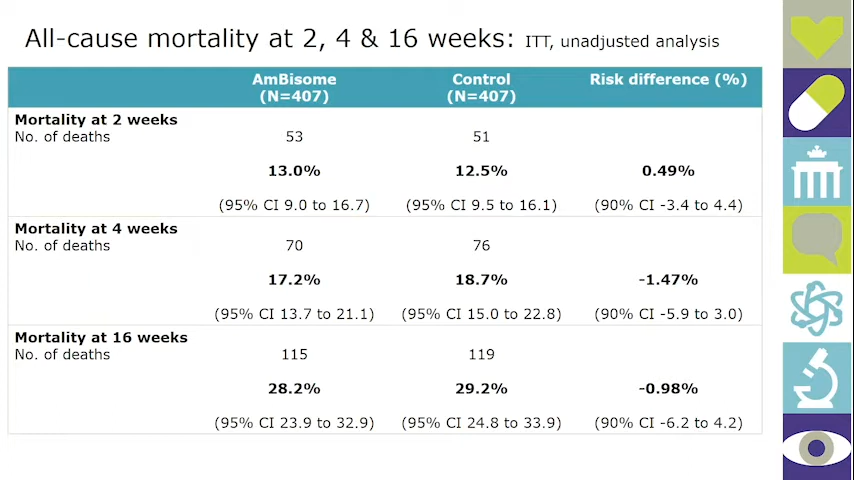 All-cause mortality at 2, 4 & 16 weeks: ITT, unadjusted analysis
AmBisome (N=407) Control (N=407) Risk difference (%)
Mortality at 2 weeks
No. of deaths 53 51
13.0% 12.5% 0.49%
(95% CI 9.0 to 16.7) (95% CI 9.5 to 16.1) (90% CI -3.4 to 4.4)
Mortality at 4 weeks
No. of deaths 70 76
17.2% 18.7% -1.47%
(95% CI 13.7 to 21.1) (95% CI 15.0 to 22.8) (90% CI -5.9 to 3.0)
Mortality at 16 weeks
No. of deaths 115 119
28.2% 29.2% -0.98%
(95% CI 23.9 to 32.9) (95% CI 24.8 to 33.9) (90% CI -6.2 to 4.2)